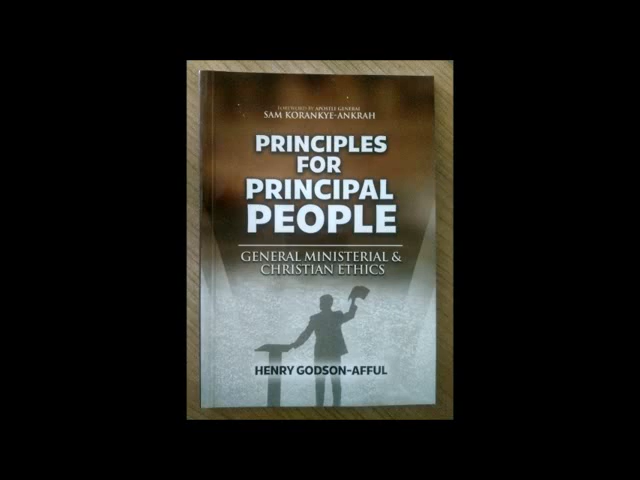 FOREWORD BY APOSTLE GENERAL
SAM KORANKYE-ANKRAH
PRINCIPLES
FOR
PRINCIPAL
PEOPLE
GENERAL MINISTERIAL &
CHRISTIAN ETHICS
HENRY GODSON-AFFUL